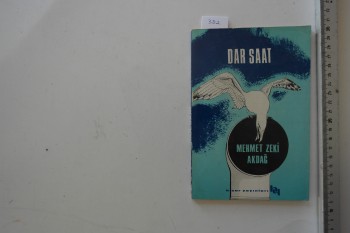 DAR SAAT
MEHMET ZEKİ
AKDAĞ